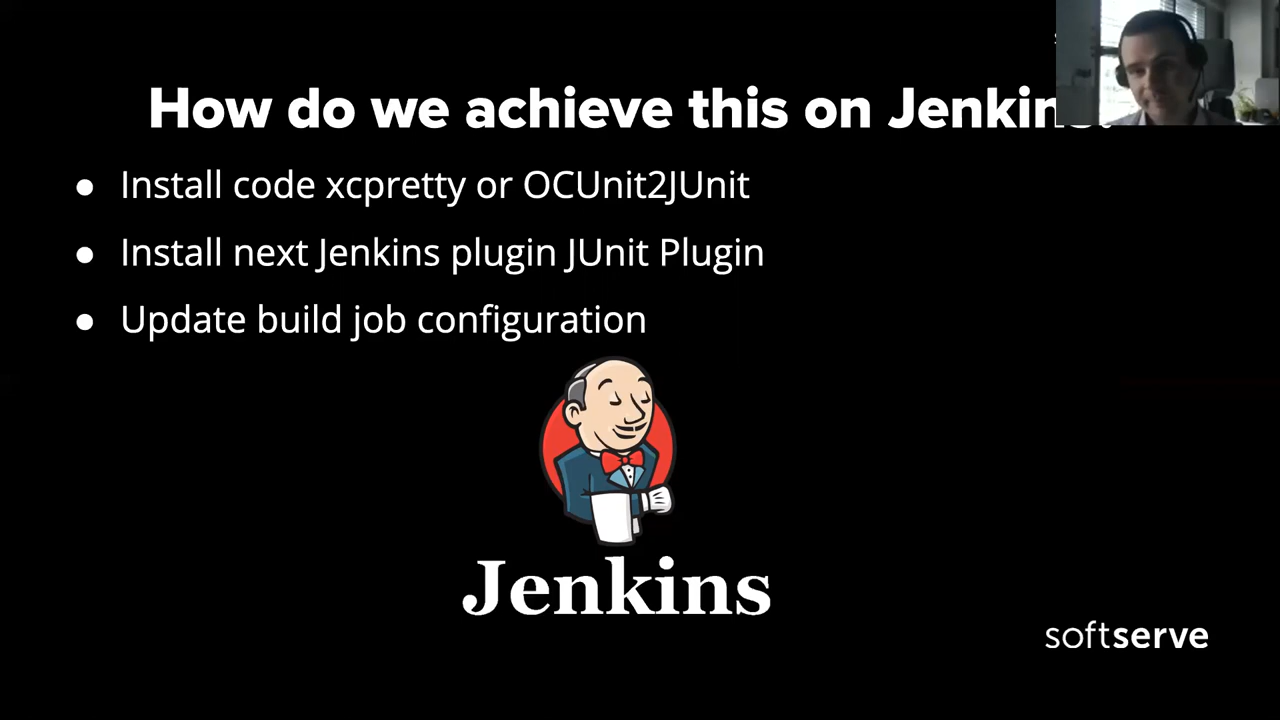 How do we achieve this on Jenkins?
● Install code xcpretty or OCUnit2JUnit
● Install next Jenkins plugin JUnit Plugin
● Update build job configuration
Jenkins
softserve